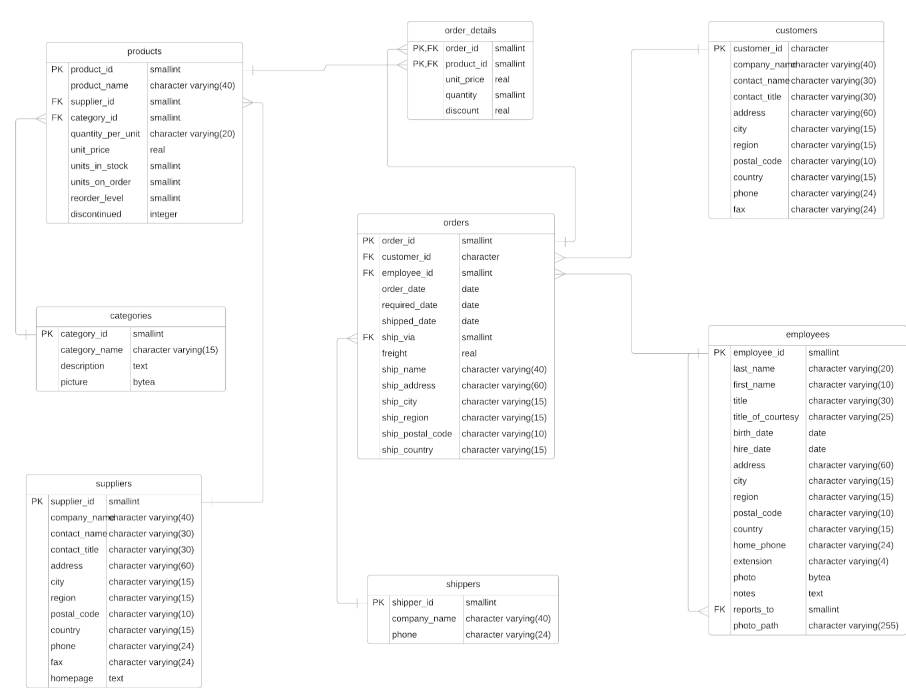 products
PK product_id smallint
product_name character varying(40)
FK supplier_id smallint
FK category_id smallint
quantity_per_unit character varying(20)
unit_price real
units_in_stock smallint
units_on_order smallint
reorder_level smallint
discontinued integer
order_details
PK,FK order_id smallint
PK,FK product_id smallint
unit_price real
quantity smallint
discount real
customers
PK customer_id character
company_name character varying(40)
contact_name character varying(30)
contact_title character varying(30)
address character varying(60)
city character varying(15)
region character varying(15)
postal_code character varying(10)
country character varying(15)
phone character varying(24)
fax character varying(24)
orders
PK order_id smallint
FK customer_id character
FK employee_id smallint
order_date date
required_date date
shipped_date date
FK ship_via smallint
freight real
ship_name character varying(40)
ship_address character varying(60)
ship_city character varying(15)
ship_region character varying(15)
ship_postal_code character varying(10)
ship_country character varying(15)
categories
PK category_id smallint
category_name character varying(15)
description text
picture bytea
employees
PK employee_id smallint
last_name character varying(20)
first_name character varying(10)
title character varying(30)
title_of_courtesy character varying(25)
birth_date date
hire_date date
address character varying(60)
city character varying(15)
region character varying(15)
postal_code character varying(10)
country character varying(15)
home_phone character varying(24)
extension character varying(4)
photo bytea
notes text
FK reports_to smallint
photo_path character varying(255)
suppliers
PK supplier_id smallint
company_name character varying(40)
contact_name character varying(30)
contact_title character varying(30)
address character varying(60)
city character varying(15)
region character varying(15)
postal_code character varying(10)
country character varying(15)
phone character varying(24)
fax character varying(24)
homepage text
shippers
PK shipper_id smallint
company_name character varying(40)
phone character varying(24)